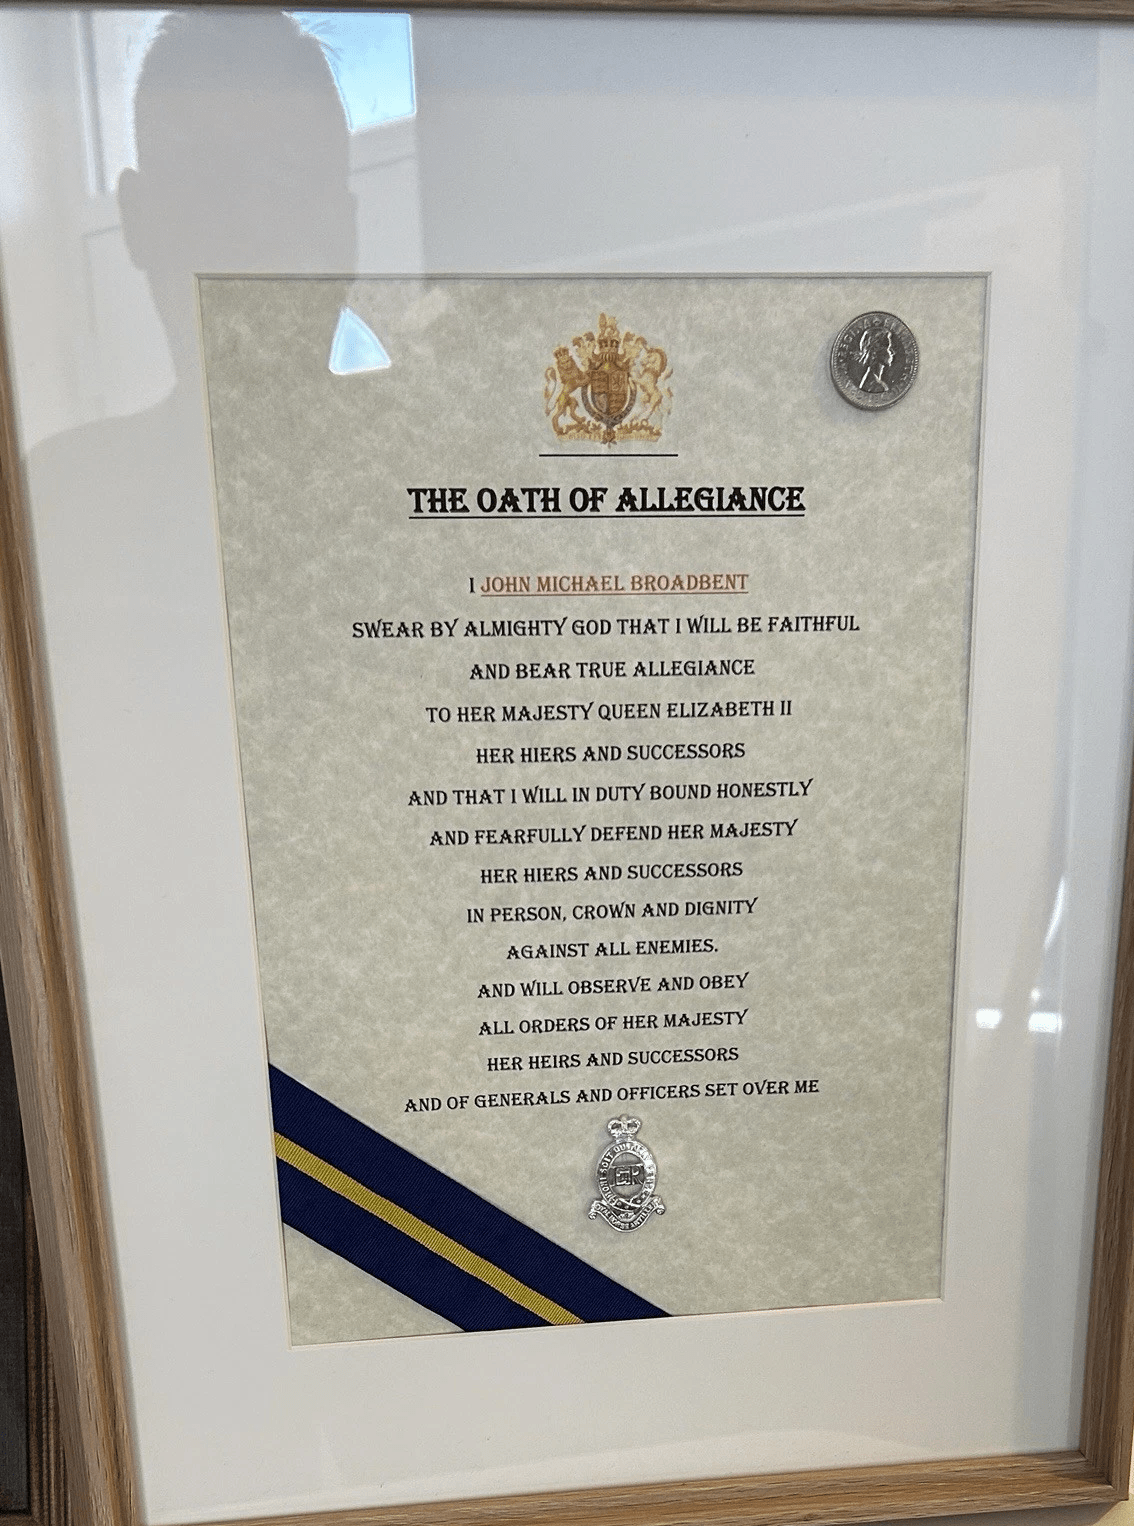 THE OATH OF ALLEGIANCE
I JOHN MICHAEL BROADBENT
SWEAR BY ALMIGHTY GOD THAT I WILL BE FAITHFUL
AND BEAR TRUE ALLEGIANCE
TO HER MAJESTY QUEEN ELIZABETH II
HER HIERS AND SUCCESSORS
AND THAT I WILL IN DUTY BOUND HONESTLY
AND FEARFULLY DEFEND HER MAJESTY
HER HIERS AND SUCCESSORS
IN PERSON, CROWN AND DIGNITY
AGAINST ALL ENEMIES.
AND WILL OBSERVE AND OBEY
ALL ORDERS OF HER MAJESTY
HER HEIRS AND SUCCESSORS
AND OF GENERALS AND OFFICERS SET OVER ME